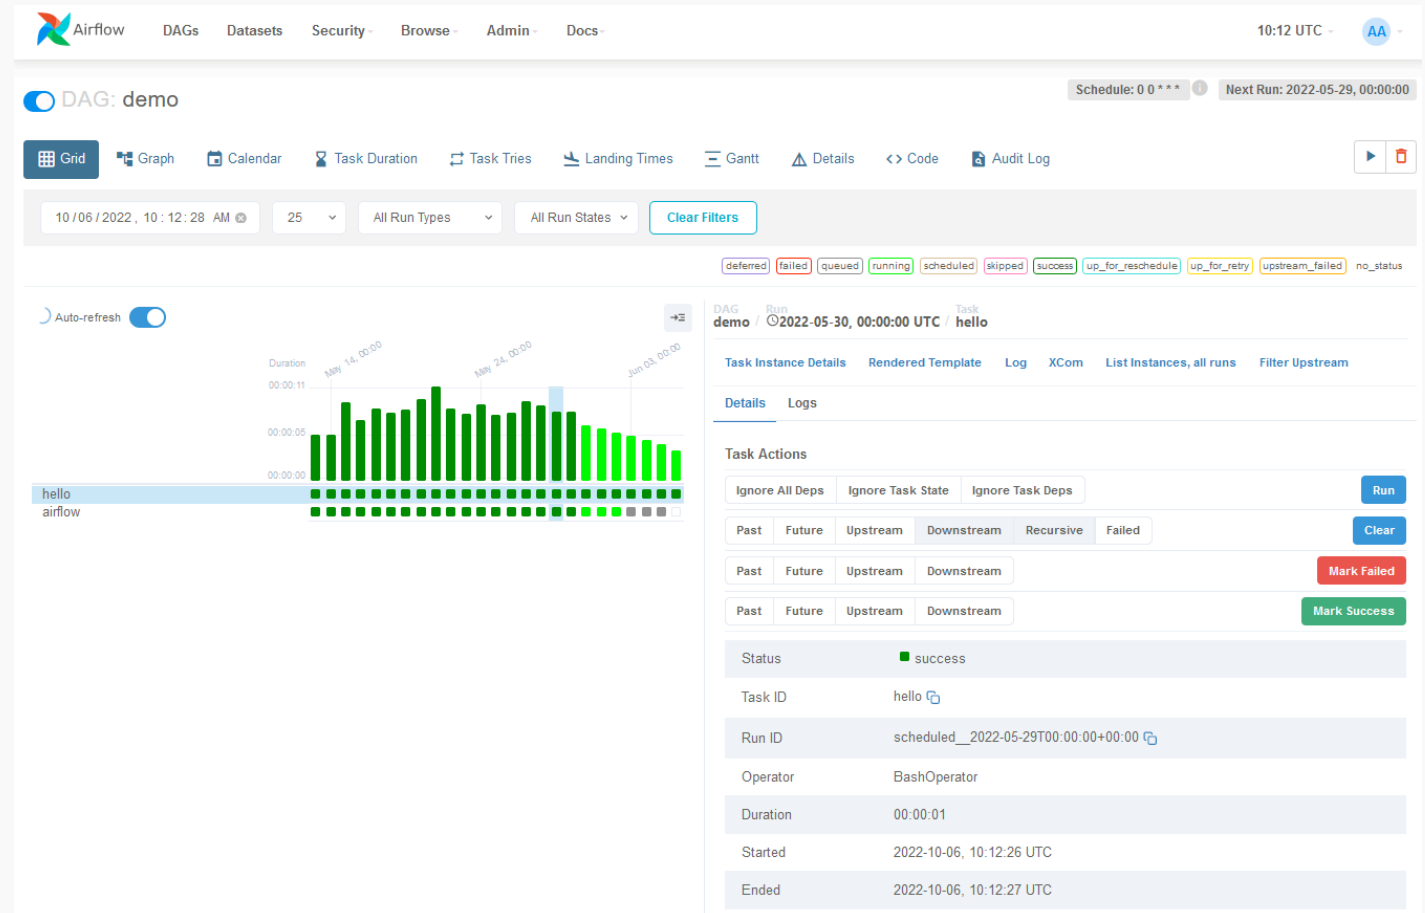 Airflow DAGs Datasets Security Browse Admin Docs 10:12 UTC AA
DAG: demo
Schedule: 0 0 * * * i Next Run: 2022-05-29, 00:00:00
Grid Graph Calendar Task Duration Task Tries Landing Times Gantt Details Code Audit Log
10/06/2022, 10:12:28 AM 25 All Run Types All Run States Clear Filters
deferred failed queued running scheduled skipped success up_for_reschedule up_for_retry upstream_failed no_status
Auto-refresh
Duration
May 14, 00:00 May 24, 00:00 Jun 03, 00:00
00:00:11
00:00:05
00:00:00
hello
airflow
DAG Run Task
demo / 2022-05-30, 00:00:00 UTC / hello
Task Instance Details Rendered Template Log XCom List Instances, all runs Filter Upstream
Details Logs
Task Actions
Ignore All Deps Ignore Task State Ignore Task Deps Run
Past Future Upstream Downstream Recursive Failed Clear
Past Future Upstream Downstream Mark Failed
Past Future Upstream Downstream Mark Success
Status success
Task ID hello
Run ID scheduled__2022-05-29T00:00:00+00:00
Operator BashOperator
Duration 00:00:01
Started 2022-10-06, 10:12:26 UTC
Ended 2022-10-06, 10:12:27 UTC